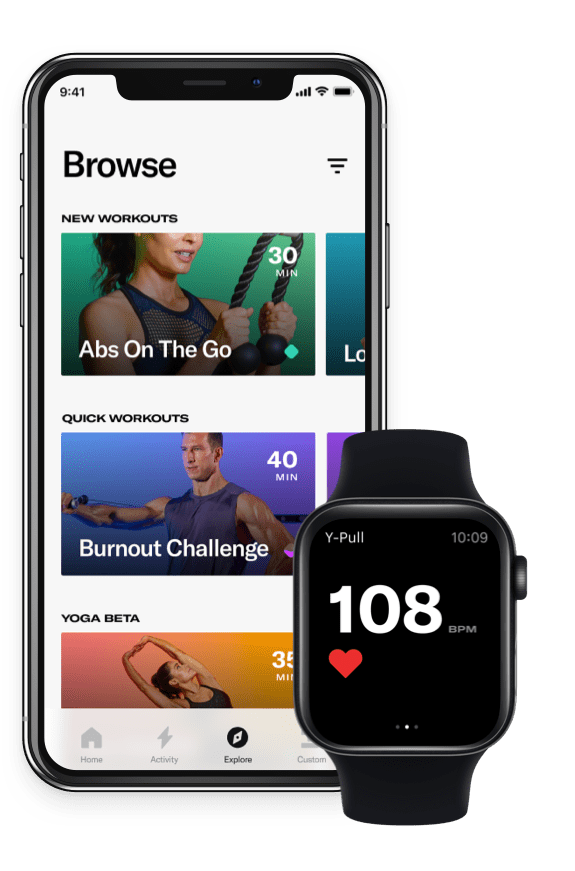 9:41
Browse
NEW WORKOUTS
30
MIN
Abs On The Go
Lo
QUICK WORKOUTS
40
MIN
Burnout Challenge
YOGA BETA
35
MIN
Home
Activity
Explore
Custom
Y-Pull
10:09
108
BPM